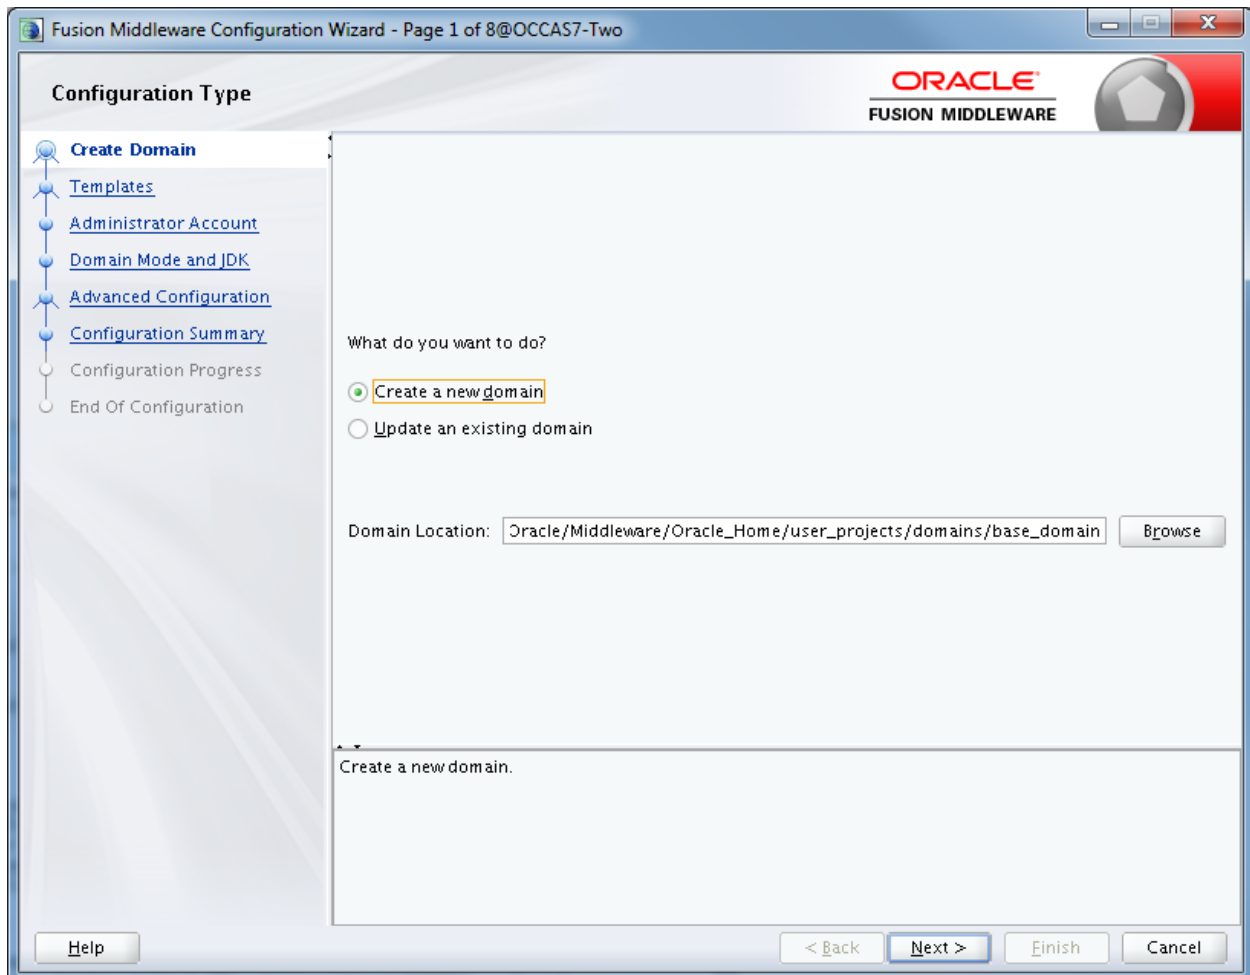 Fusion Middleware Configuration Wizard - Page 1 of 8@OCCAS7-Two
Configuration Type
ORACLE
FUSION MIDDLEWARE
Create Domain
Templates
Administrator Account
Domain Mode and JDK
Advanced Configuration
Configuration Summary
Configuration Progress
End Of Configuration
What do you want to do?
Create a new domain
Update an existing domain
Domain Location: Oracle/Middleware/Oracle_Home/user_projects/domains/base_domain Browse
Create a new domain.
Help < Back Next > Finish Cancel